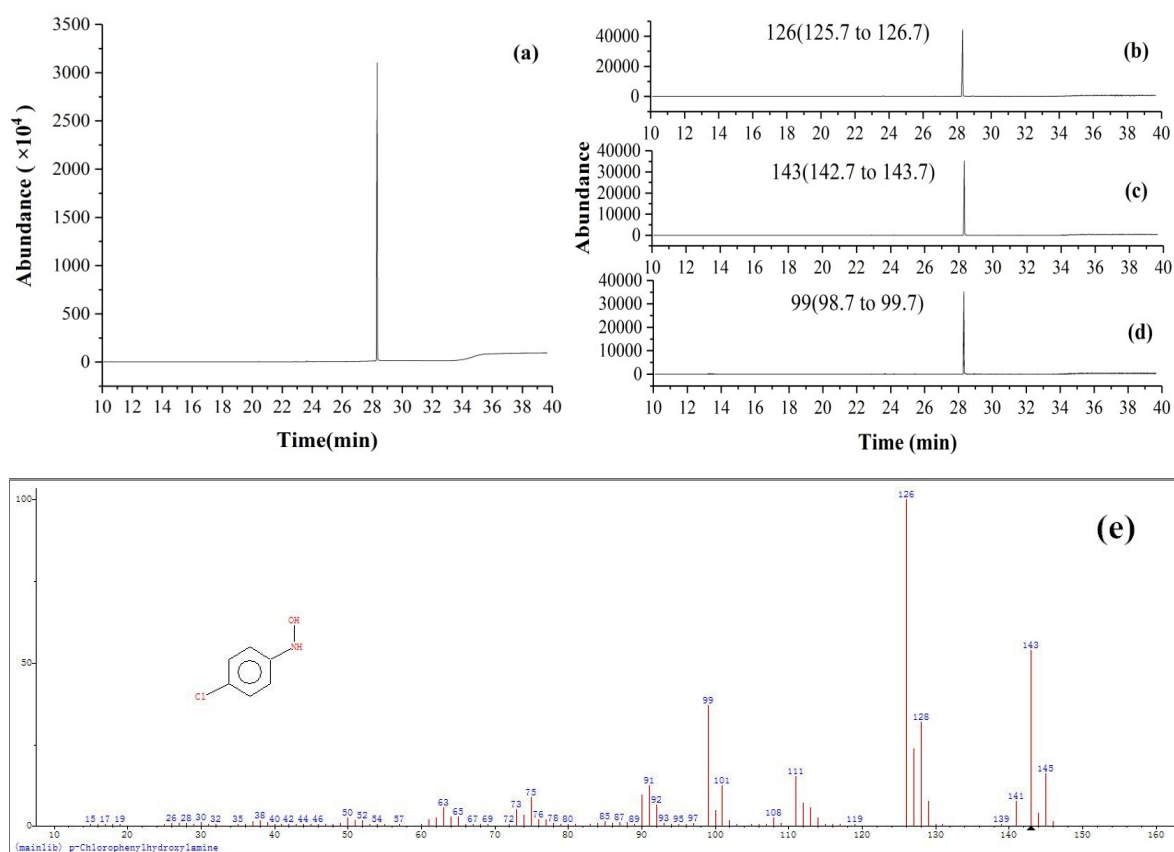 (a)
Abundance ( ×10⁴ )
3500
3000
2500
2000
1500
1000
500
0
10 12 14 16 18 20 22 24 26 28 30 32 34 36 38 40
Time(min)
Abundance
126(125.7 to 126.7)
(b)
40000
20000
0
10 12 14 16 18 20 22 24 26 28 30 32 34 36 38 40
143(142.7 to 143.7)
(c)
40000
30000
20000
10000
0
10 12 14 16 18 20 22 24 26 28 30 32 34 36 38 40
99(98.7 to 99.7)
(d)
40000
30000
20000
10000
0
10 12 14 16 18 20 22 24 26 28 30 32 34 36 38 40
Time (min)
(e)
100
50
0
OH
NH
Cl
15 17 19 26 28 30 32 35 38 40 42 44 46 50 52 54 57 63 65 67 69 72 73 75 76 78 80 85 87 89 91 92 93 95 97 99 101 108 111 119 126 128 139 141 143 145
10 20 30 40 50 60 70 80 90 100 110 120 130 140 150 160
(mainlib) p-Chlorophenylhydroxylamine